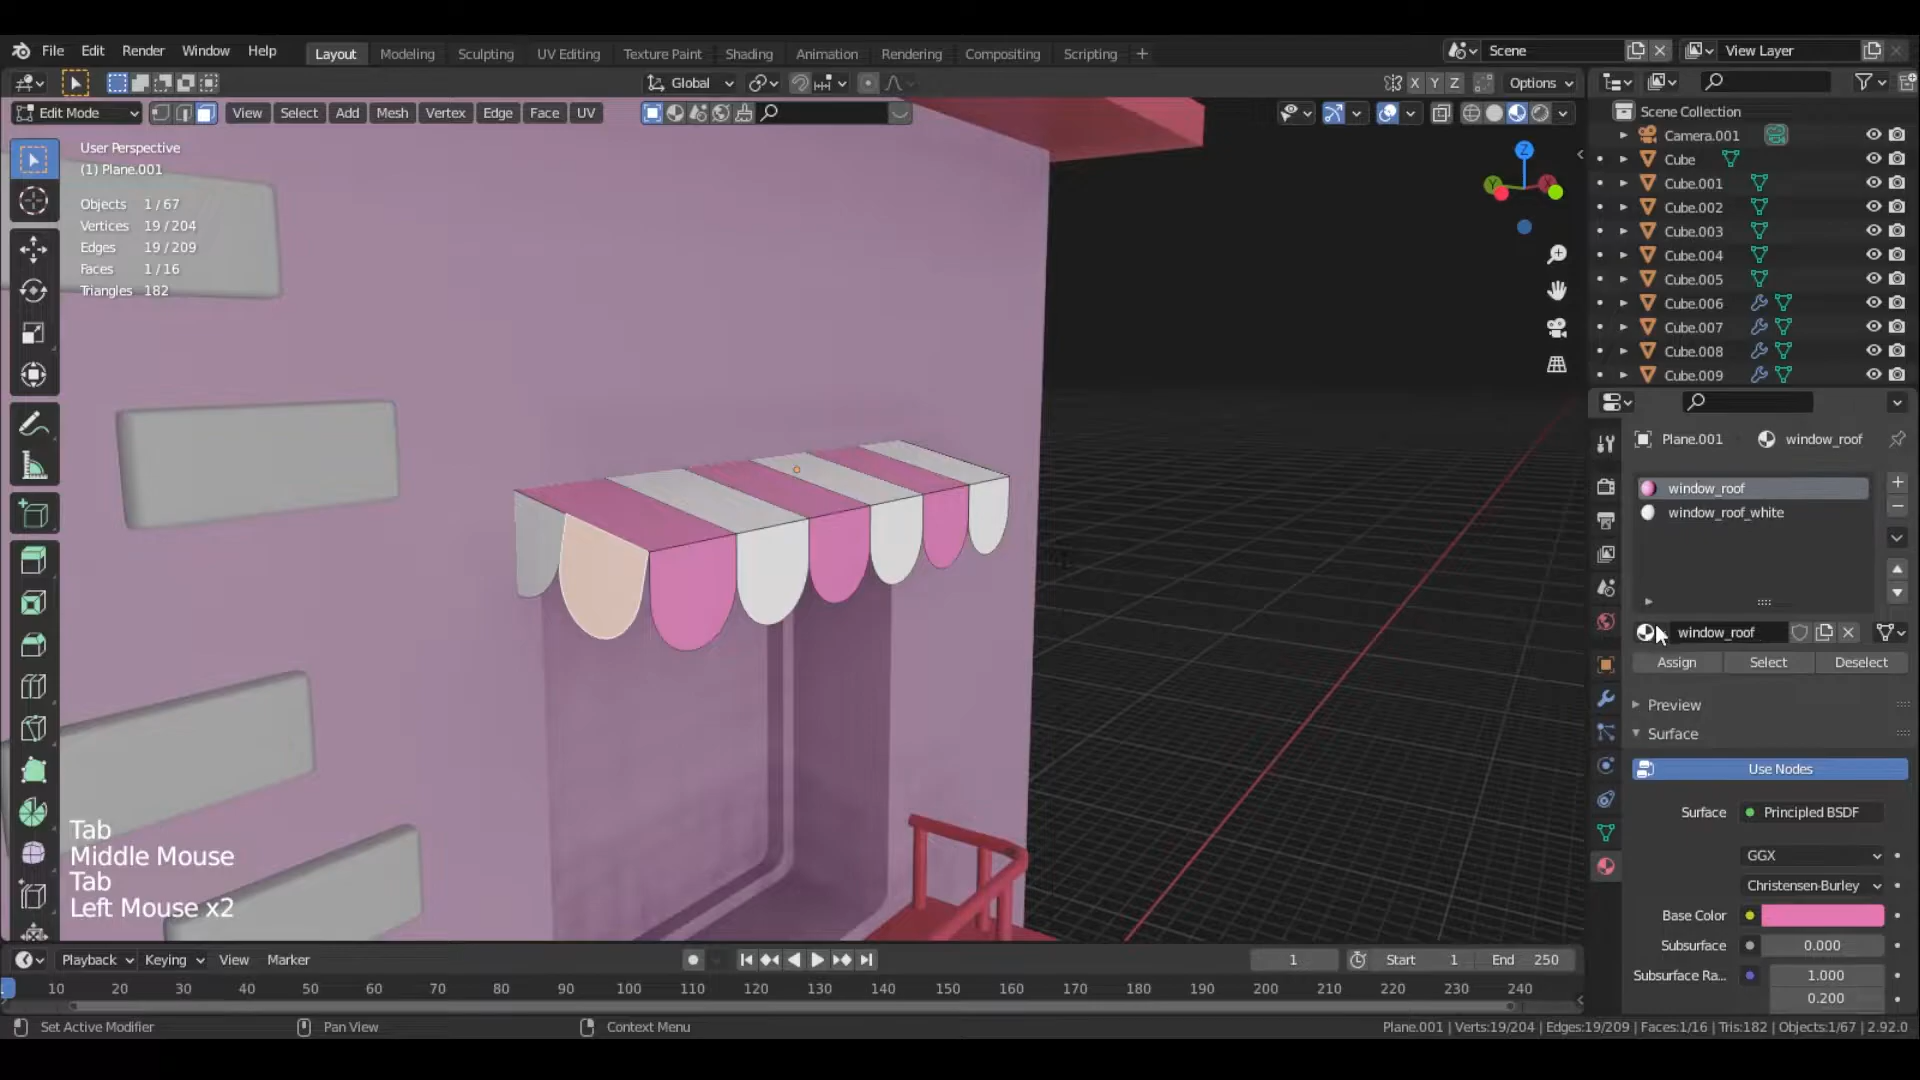 File Edit Render Window Help Layout Modeling Sculpting UV Editing Texture Paint Shading Animation Rendering Compositing Scripting + Scene View Layer
Global X Y Z Options
Edit Mode View Select Add Mesh Vertex Edge Face UV
User Perspective
(1) Plane.001
Objects 1/67
Vertices 19/204
Edges 19/209
Faces 1/16
Triangles 182
Z
Y
Scene Collection
Camera.001
Cube
Cube.001
Cube.002
Cube.003
Cube.004
Cube.005
Cube.006
Cube.007
Cube.008
Cube.009
Plane.001 window_roof
window_roof
window_roof_white
window_roof
Assign Select Deselect
Preview
Surface
Use Nodes
Surface Principled BSDF
GGX
Christensen-Burley
Base Color
Subsurface 0.000
Subsurface Ra... 1.000
0.200
Tab
Middle Mouse
Tab
Left Mouse x2
Playback Keying View Marker 1 Start 1 End 250
10 20 30 40 50 60 70 80 90 100 110 120 130 140 150 160 170 180 190 200 210 220 230 240
Set Active Modifier Pan View Context Menu Plane.001 | Verts:19/204 | Edges:19/209 | Faces:1/16 | Tris:182 | Objects:1/67 | 2.92.0